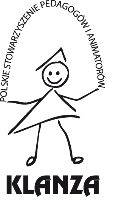 POLSKIE STOWARZYSZENIE PEDAGOGÓW I ANIMATORÓW
KLANZA